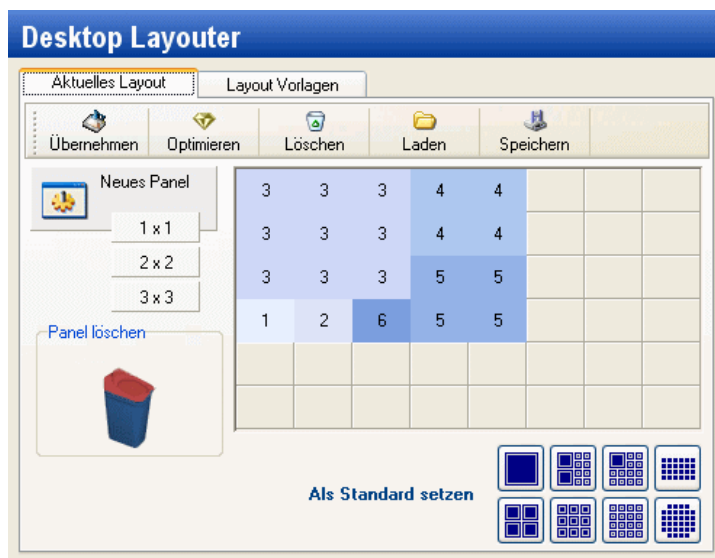 Desktop Layouter
Aktuelles Layout Layout Vorlagen
Übernehmen Optimieren Löschen Laden Speichern
Neues Panel
1 x 1
2 x 2
3 x 3
Panel löschen
3 3 3 4 4
3 3 3 4 4
3 3 3 5 5
1 2 6 5 5
Als Standard setzen